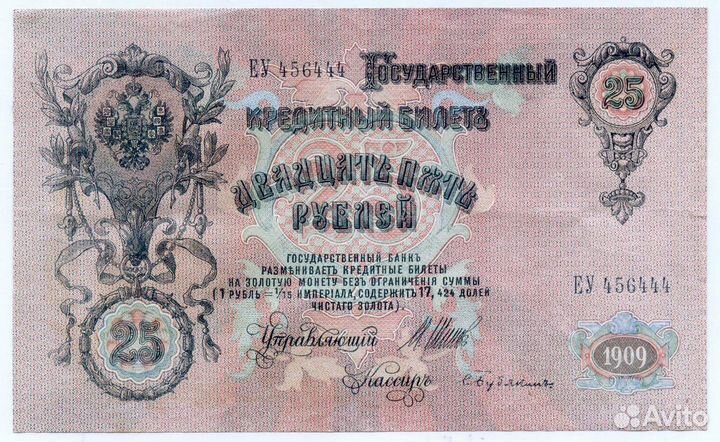 ЕУ 456444 Государственный
25
Кредитный Билетъ
Двадцать пять
рублей
Государственный Банкъ
размѣниваетъ кредитные билеты
на золотую монету безъ ограниченія суммы
(1 рубль = 1/15 имперіала, содержитъ 17,424 долей
чистаго золота).
ЕУ 456444
25
Управляющій
Кассиръ
1909
Avito